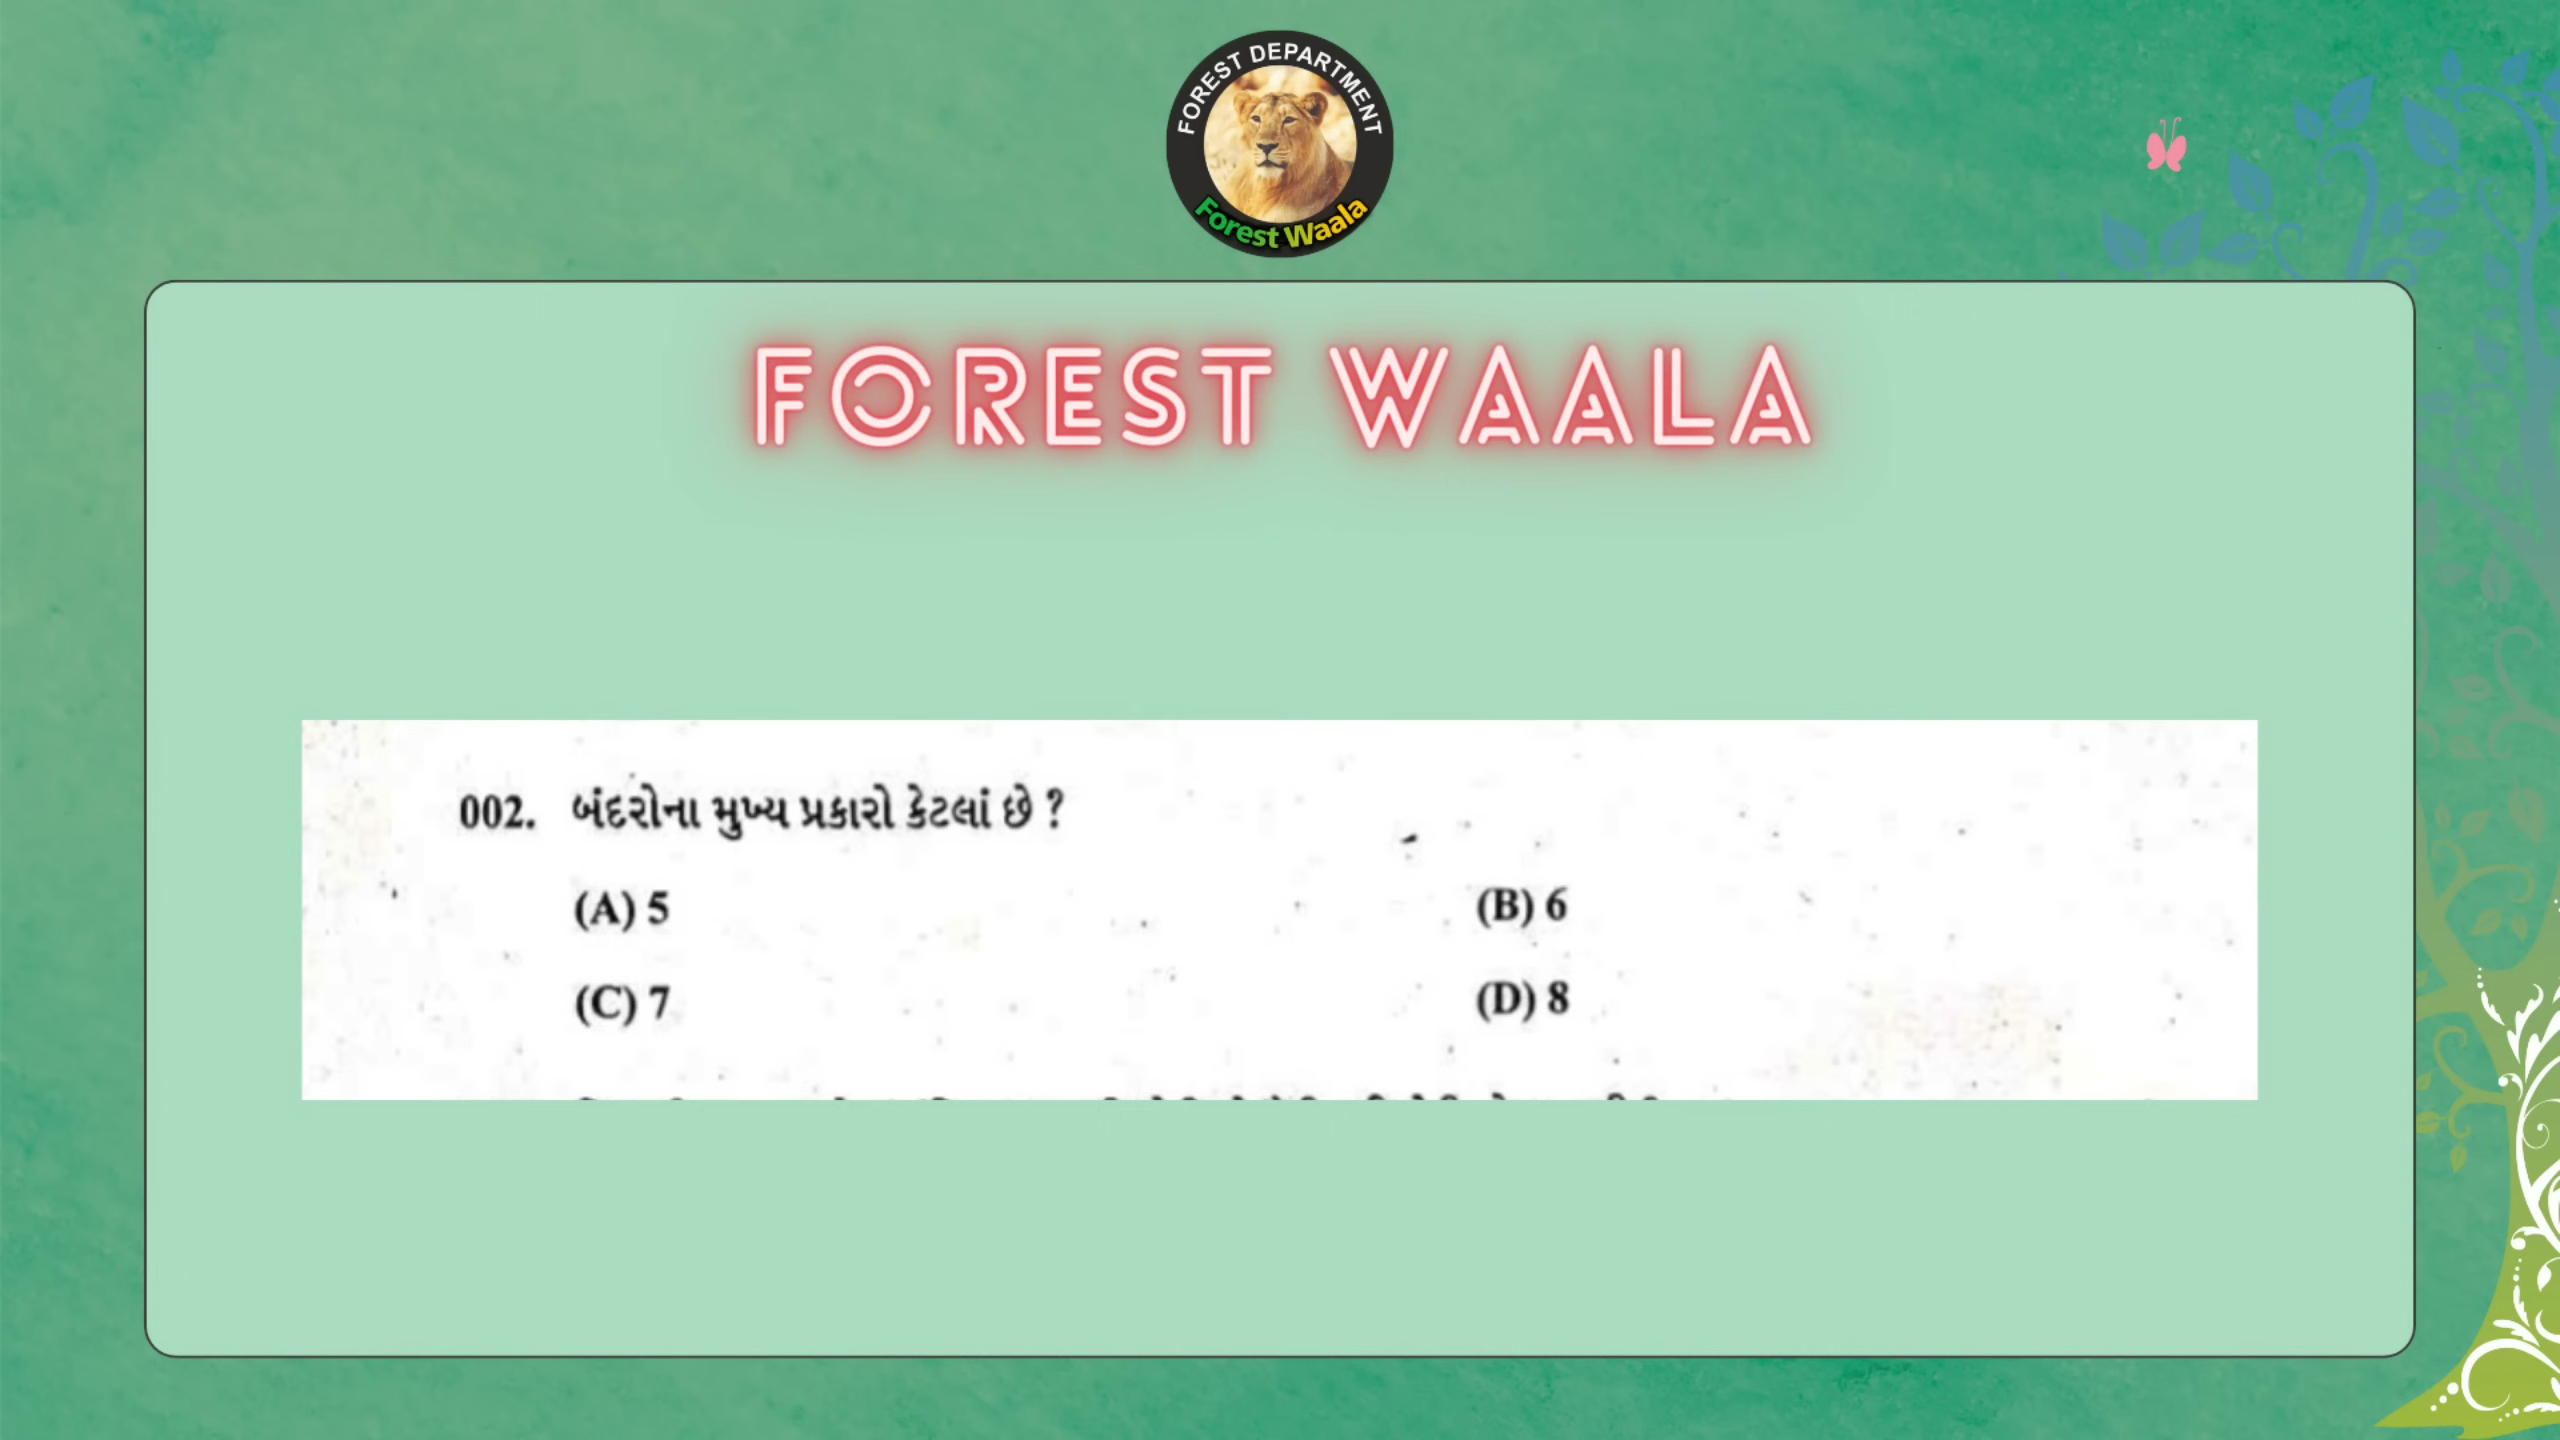 FOREST DEPARTMENT
Forest Waala
FOREST WAALA
002. બંદરોના મુખ્ય પ્રકારો કેટલાં છે ?
(A) 5 (B) 6
(C) 7 (D) 8